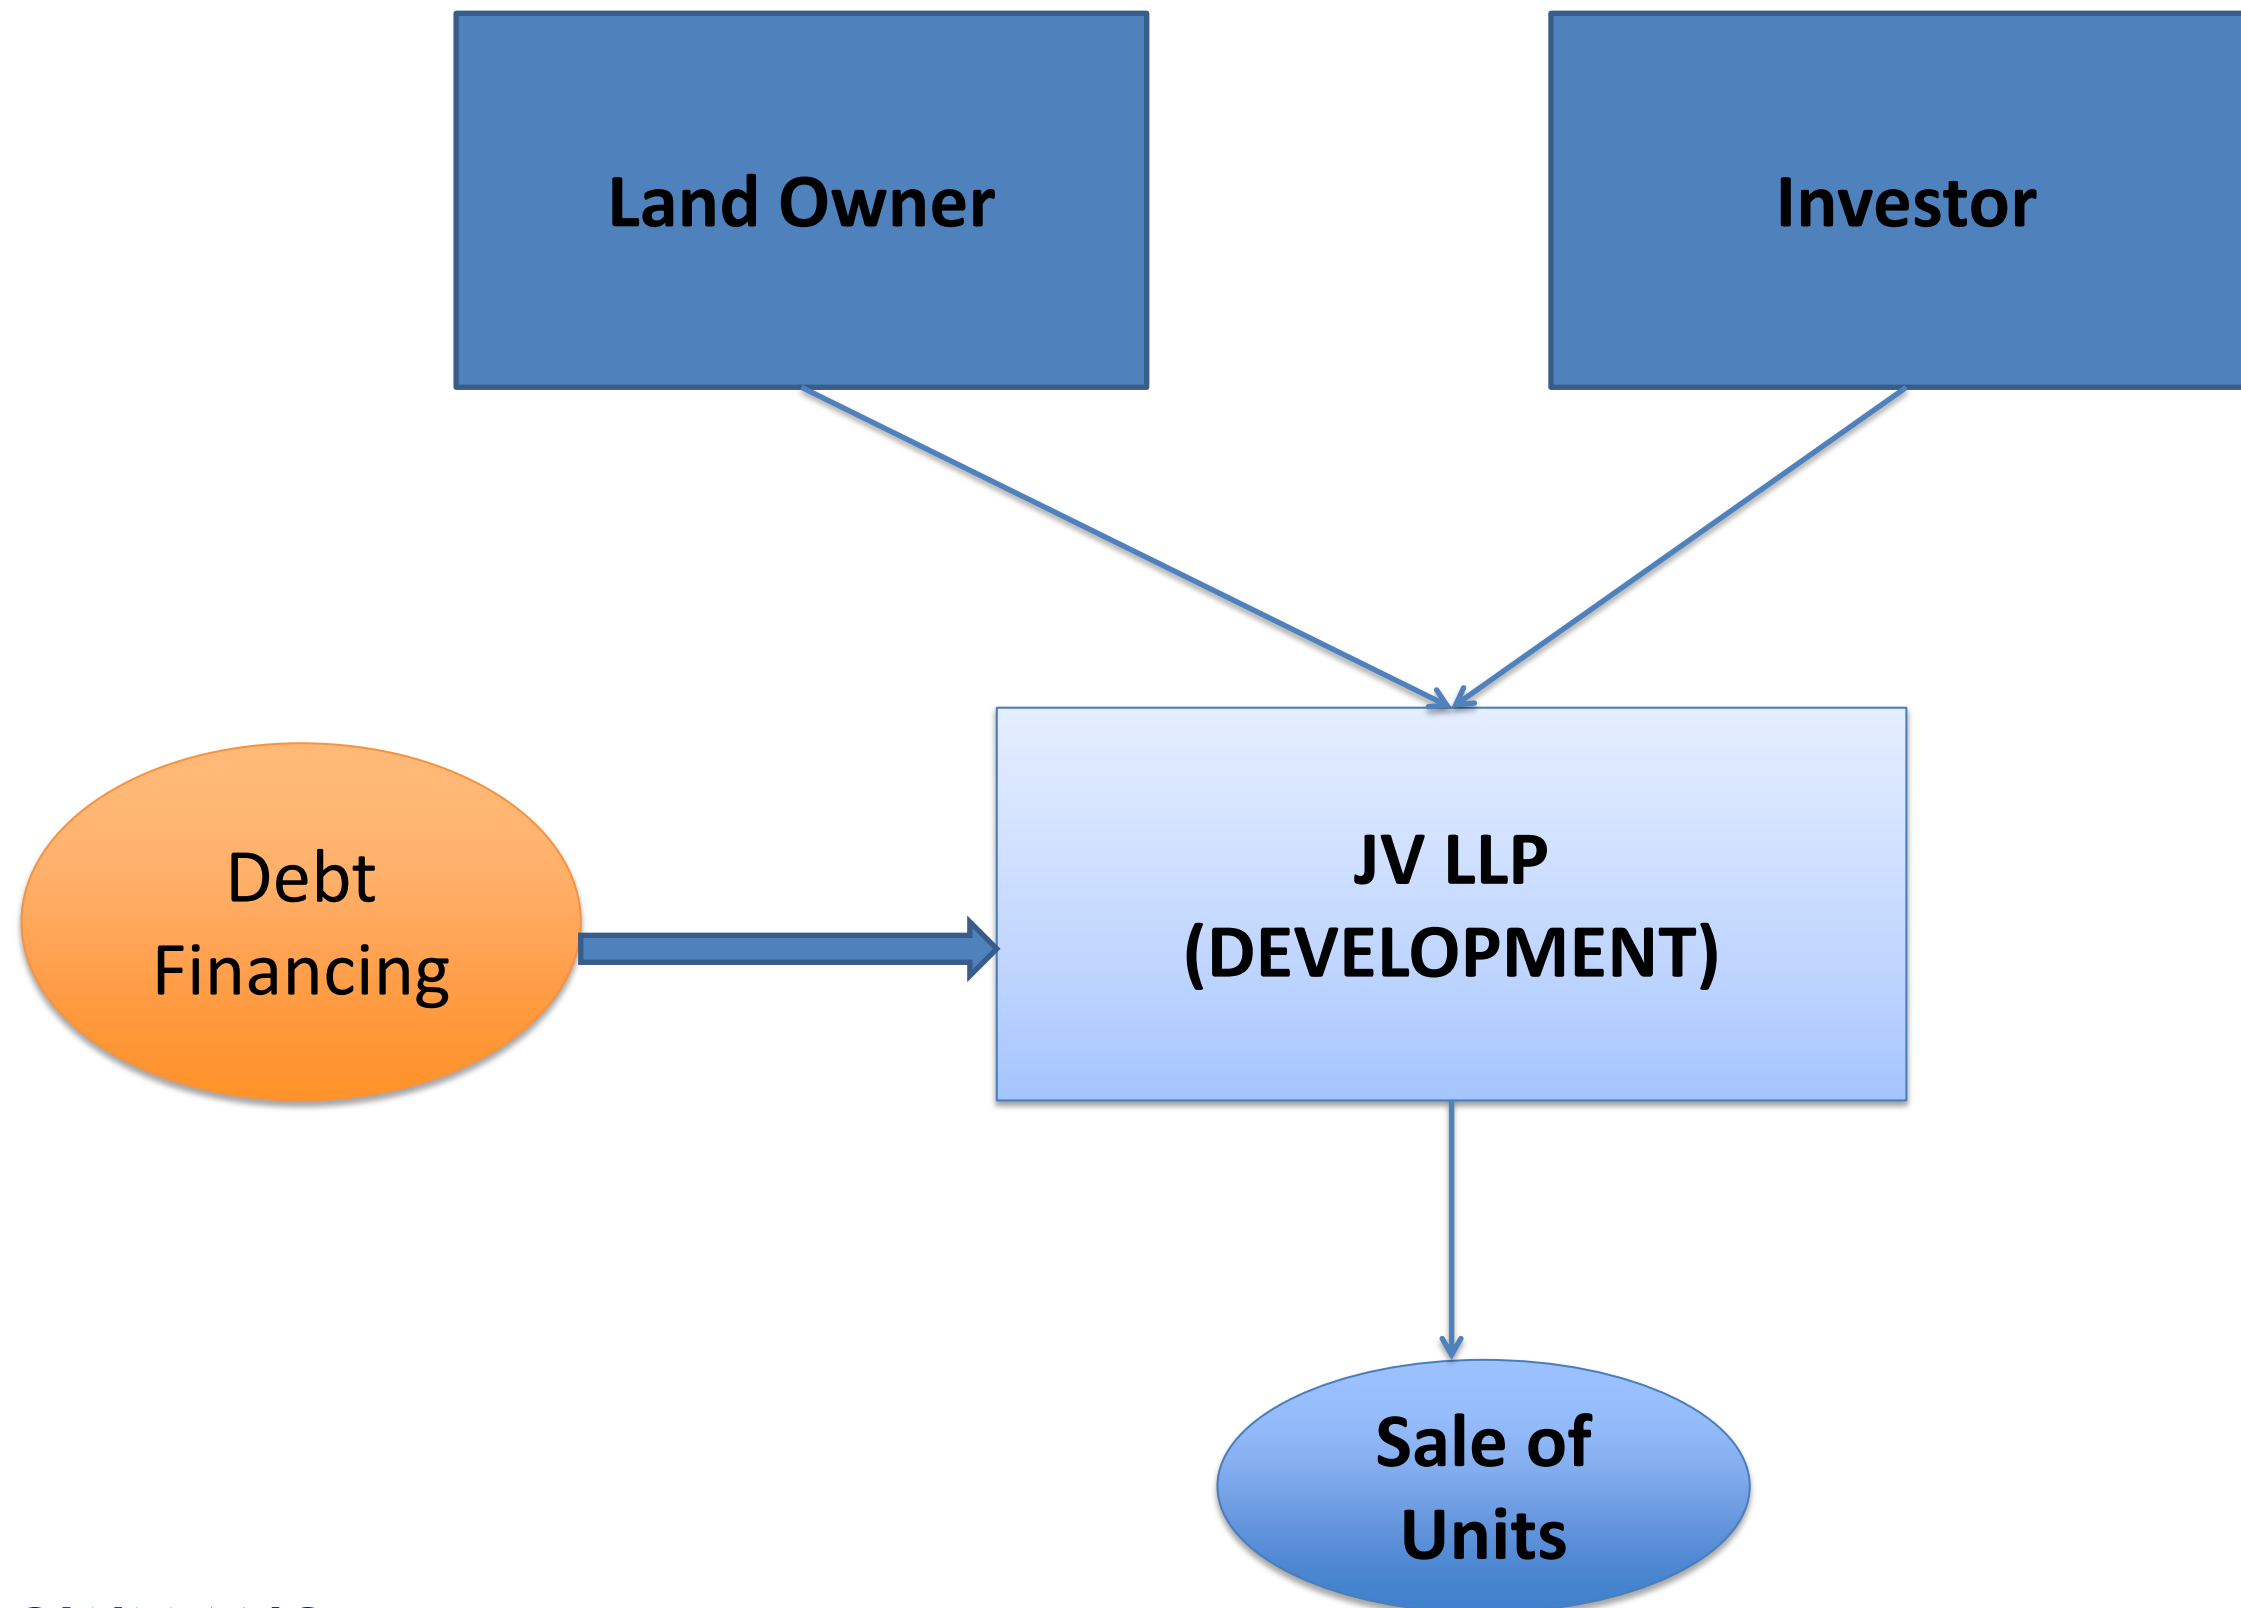 Land Owner
Investor
Debt
Financing
JV LLP
(DEVELOPMENT)
Sale of
Units